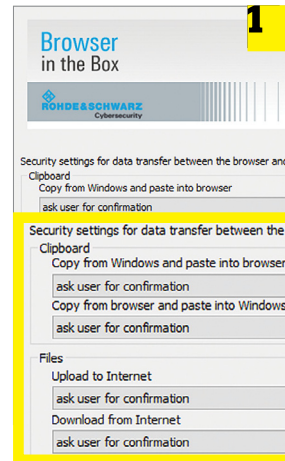 1
Browser
in the Box
ROHDE&SCHWARZ
Cybersecurity
Security settings for data transfer between the browser and
Clipboard
Copy from Windows and paste into browser
ask user for confirmation
Security settings for data transfer between the
Clipboard
Copy from Windows and paste into browser
ask user for confirmation
Copy from browser and paste into Windows
ask user for confirmation
Files
Upload to Internet
ask user for confirmation
Download from Internet
ask user for confirmation